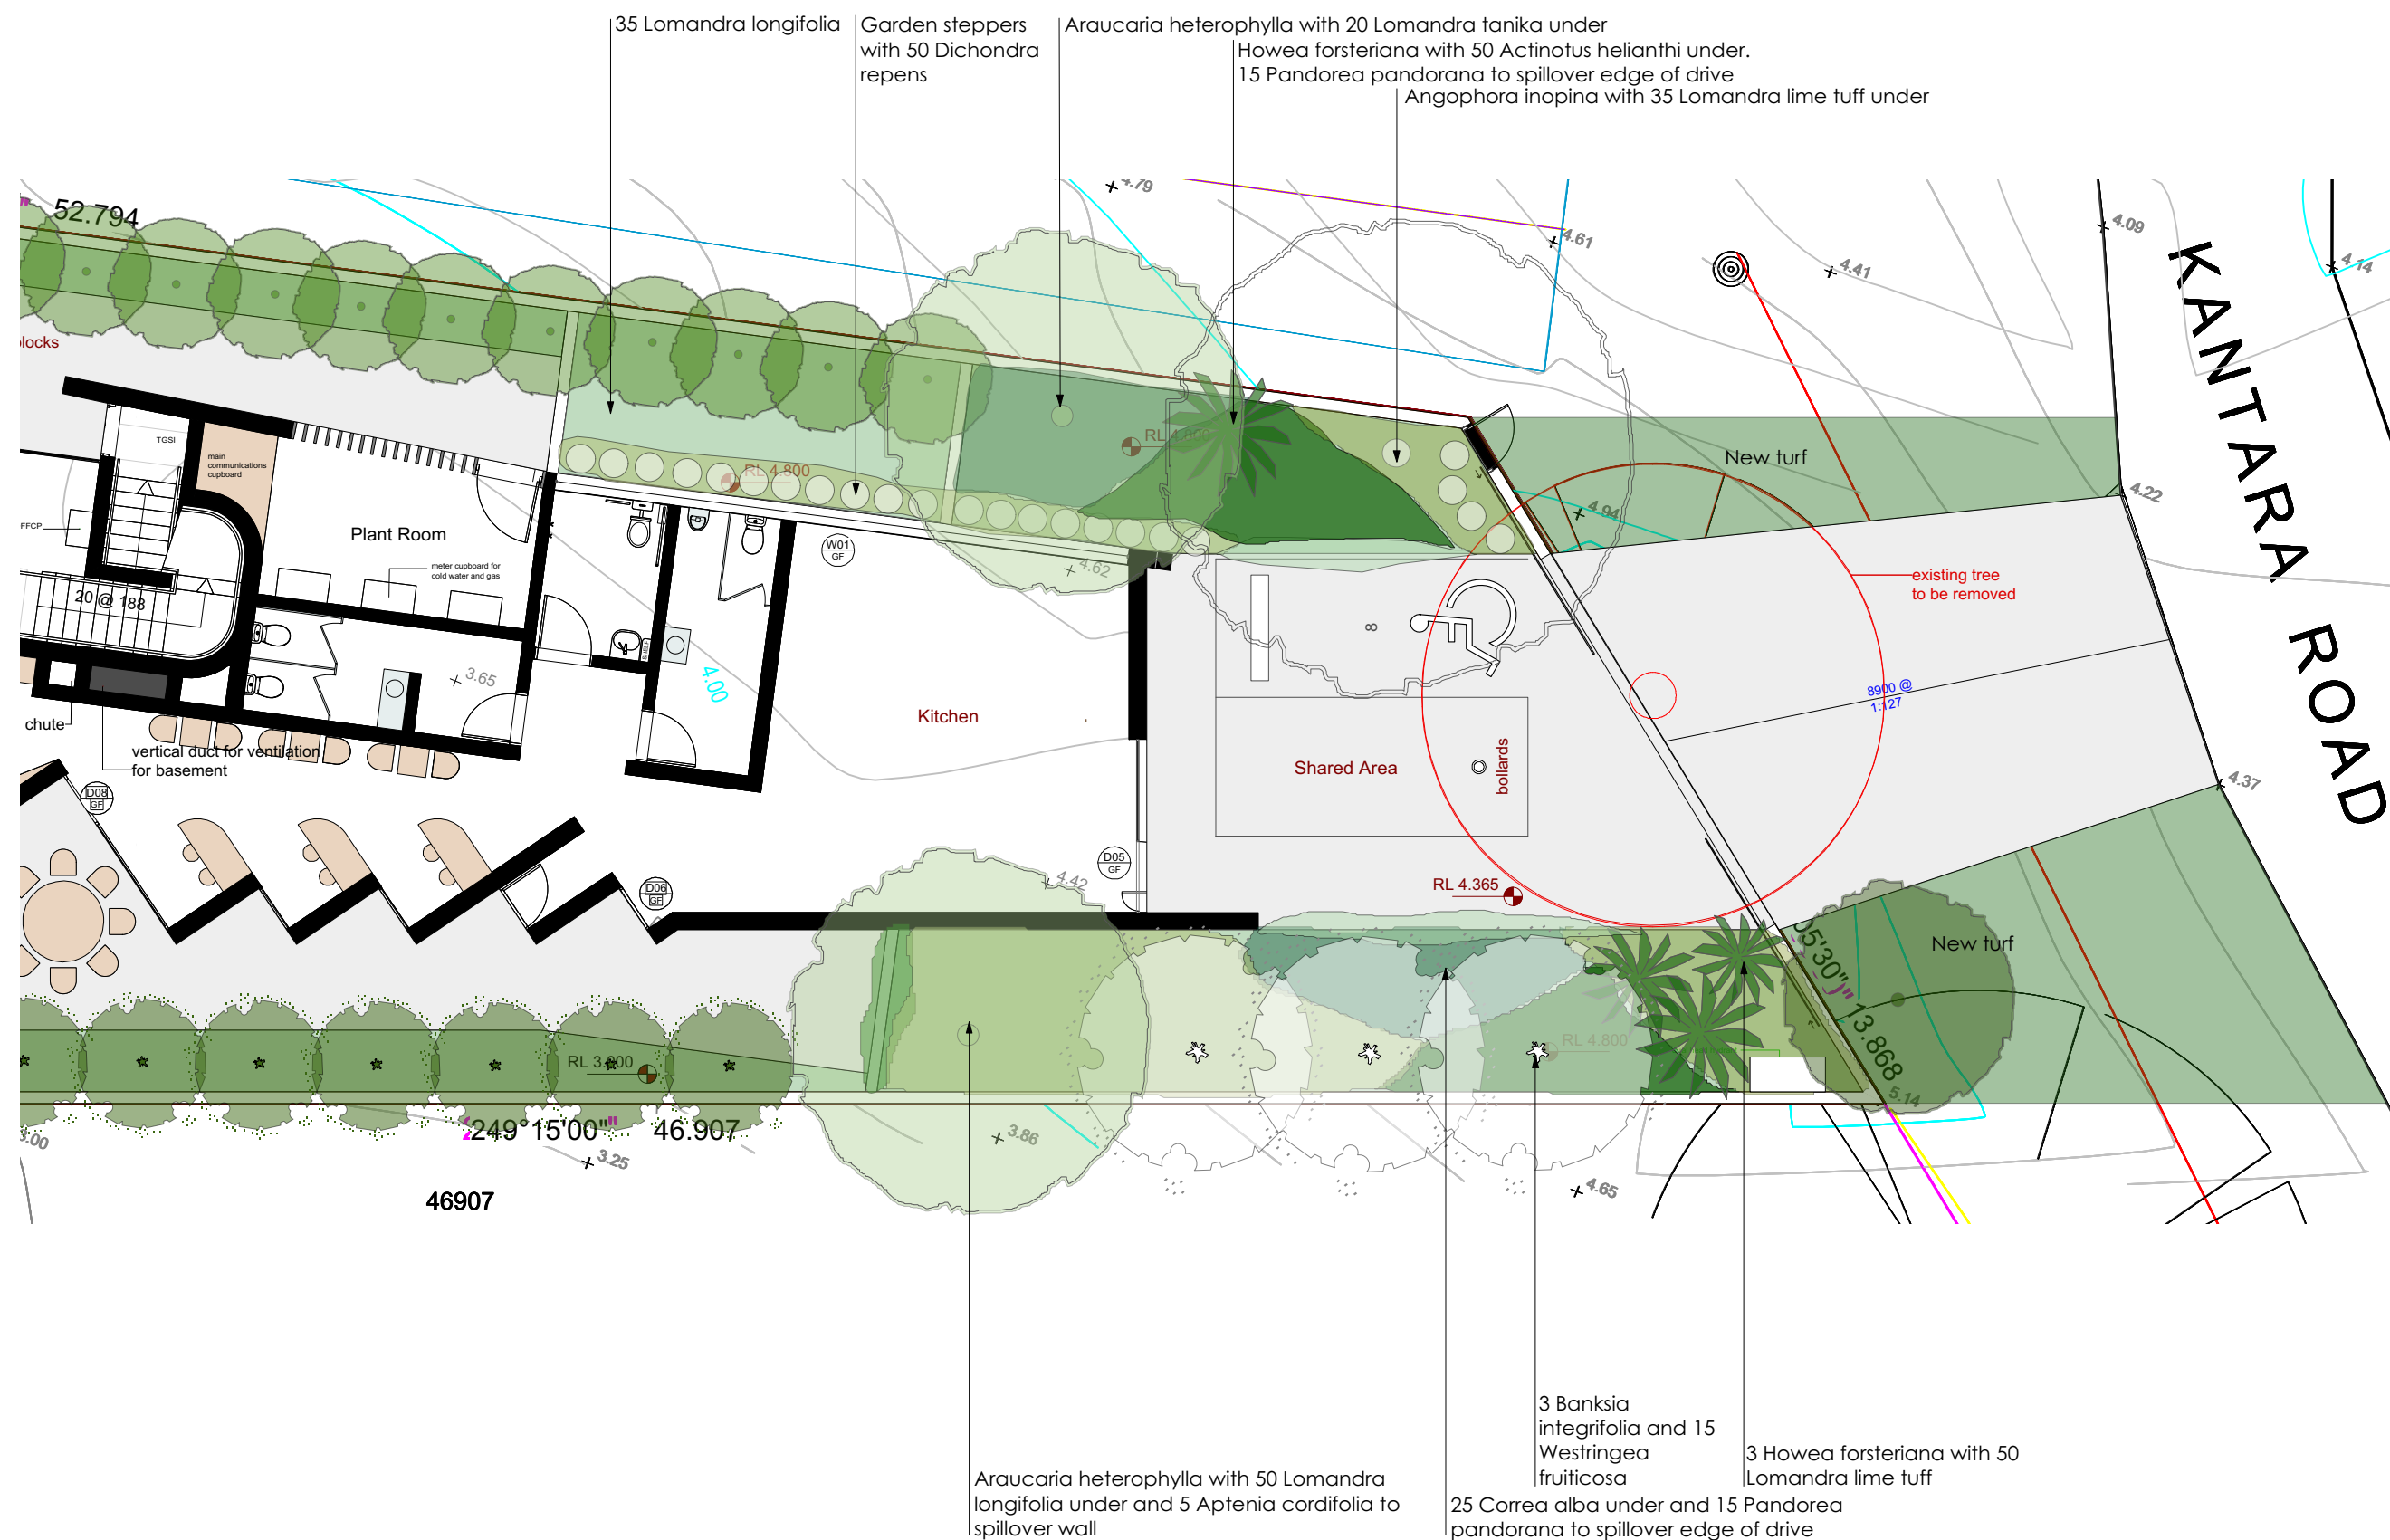 35 Lomandra longifolia
Garden steppers
with 50 Dichondra
repens
Araucaria heterophylla with 20 Lomandra tanika under
Howea forsteriana with 50 Actinotus helianthi under.
15 Pandorea pandorana to spillover edge of drive
Angophora inopina with 35 Lomandra lime tuff under
52.794
4.79
4.61
4.41
4.09
4.14
KANTARA ROAD
locks
TGSI
main
communications
cupboard
RL 4.800
RL 4.800
New turf
4.22
4.94
FFCP
Plant Room
meter cupboard for
cold water and gas
W01
GF
4.62
20 @ 188
SHELF
8
existing tree
to be removed
3.65
4.00
8900 @
1:127
Kitchen
chute
vertical duct for ventilation
for basement
Shared Area
bollards
4.37
D08
GF
D05
GF
D06
GF
4.42
RL 4.365
New turf
05'30"
13.868
RL 3.800
RL 4.800
5.14
249°15'00"
46.907
3.86
3.00
3.25
4.65
46907
3 Banksia
integrifolia and 15
Westringea
fruiticosa
3 Howea forsteriana with 50
Lomandra lime tuff
Araucaria heterophylla with 50 Lomandra
longifolia under and 5 Aptenia cordifolia to
spillover wall
25 Correa alba under and 15 Pandorea
pandorana to spillover edge of drive